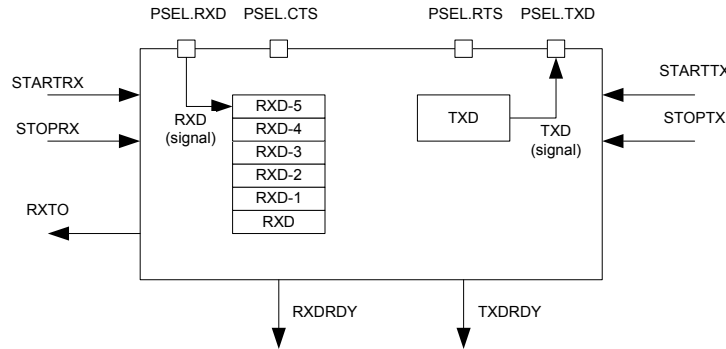 PSEL.RXD PSEL.CTS PSEL.RTS PSEL.TXD
STARTRX
STARTTX
RXD-5
RXD
(signal)
RXD-4
TXD
TXD
(signal)
STOPRX
STOPTX
RXD-3
RXD-2
RXD-1
RXTO
RXD
RXDRDY
TXDRDY